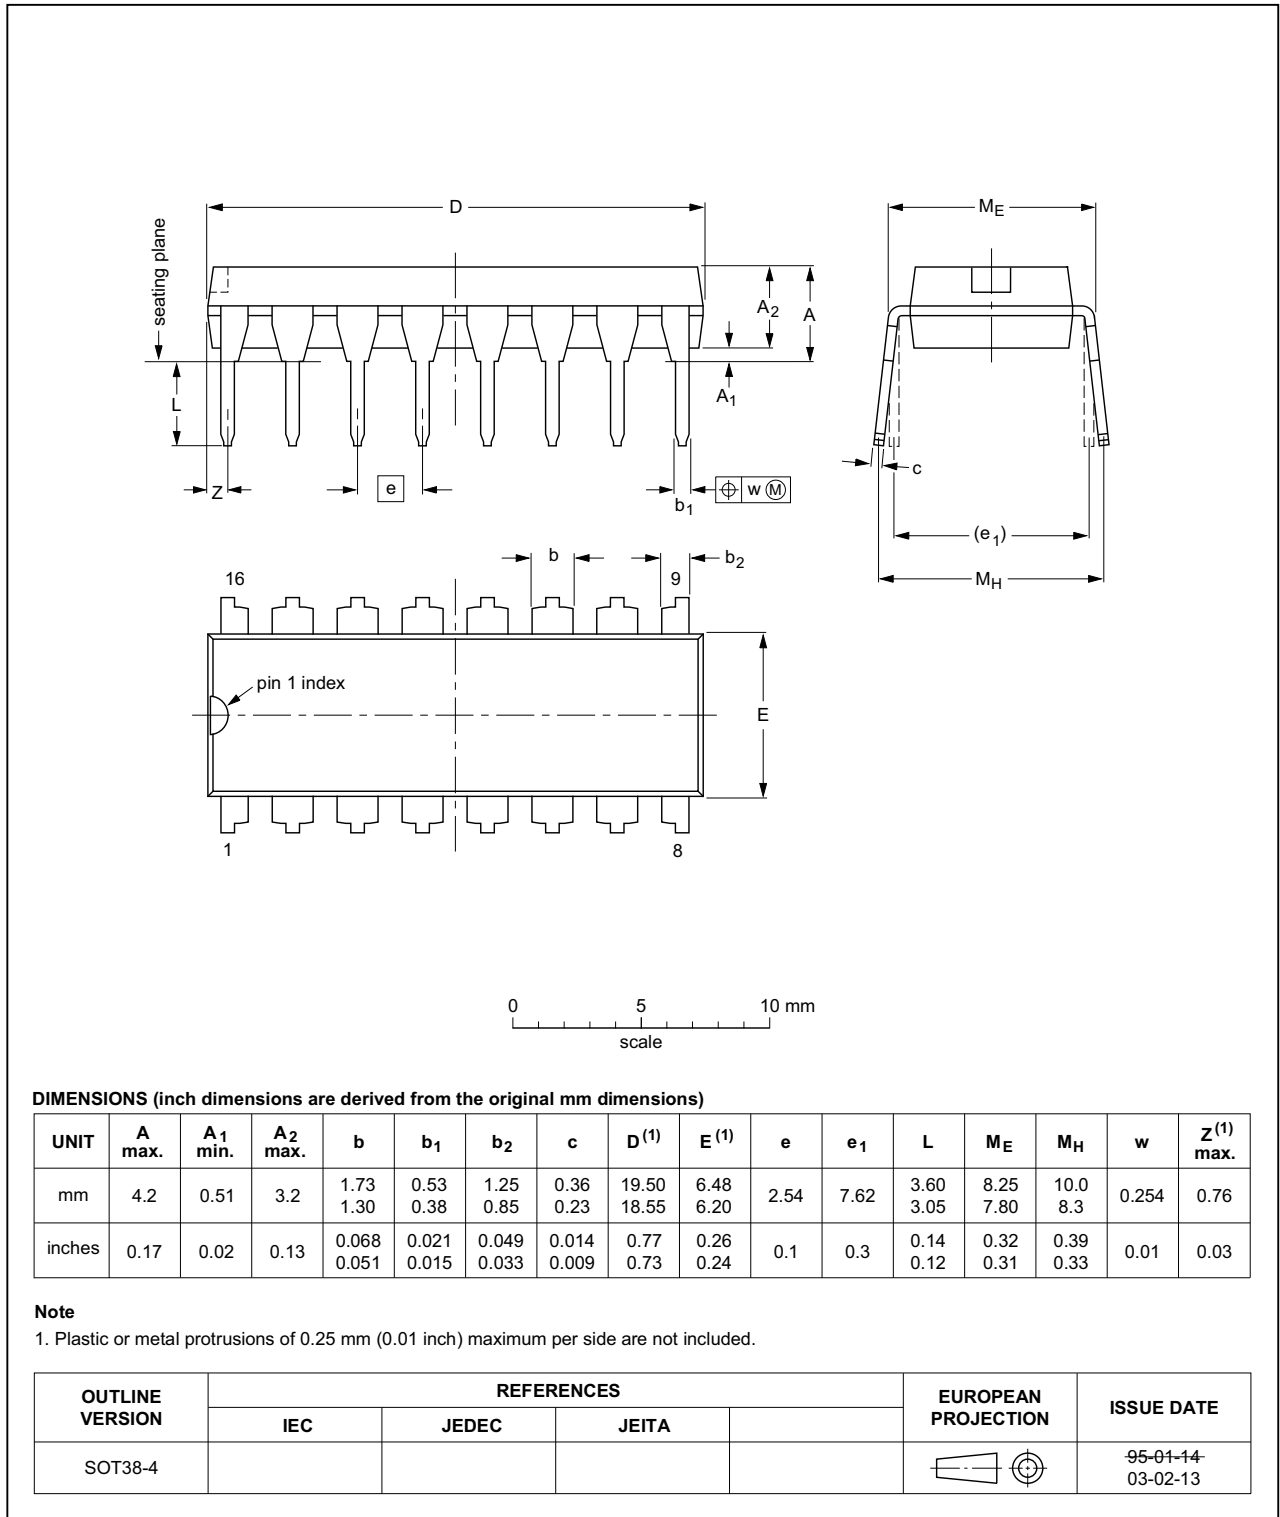 D
ME
seating plane
A2
A
L
A1
c
Z
e
b1
w M
(e1)
MH
b
b2
16
9
pin 1 index
E
1
8
0 5 10 mm
scale
DIMENSIONS (inch dimensions are derived from the original mm dimensions)
UNIT A max. A1 min. A2 max. b b1 b2 c D(1) E(1) e e1 L ME MH w Z(1) max.
mm 4.2 0.51 3.2 1.73 1.30 0.53 0.38 1.25 0.85 0.36 0.23 19.50 18.55 6.48 6.20 2.54 7.62 3.60 3.05 8.25 7.80 10.0 8.3 0.254 0.76
inches 0.17 0.02 0.13 0.068 0.051 0.021 0.015 0.049 0.033 0.014 0.009 0.77 0.73 0.26 0.24 0.1 0.3 0.14 0.12 0.32 0.31 0.39 0.33 0.01 0.03
Note
1. Plastic or metal protrusions of 0.25 mm (0.01 inch) maximum per side are not included.
OUTLINE VERSION REFERENCES EUROPEAN PROJECTION ISSUE DATE
IEC JEDEC JEITA
SOT38-4 95-01-14
03-02-13